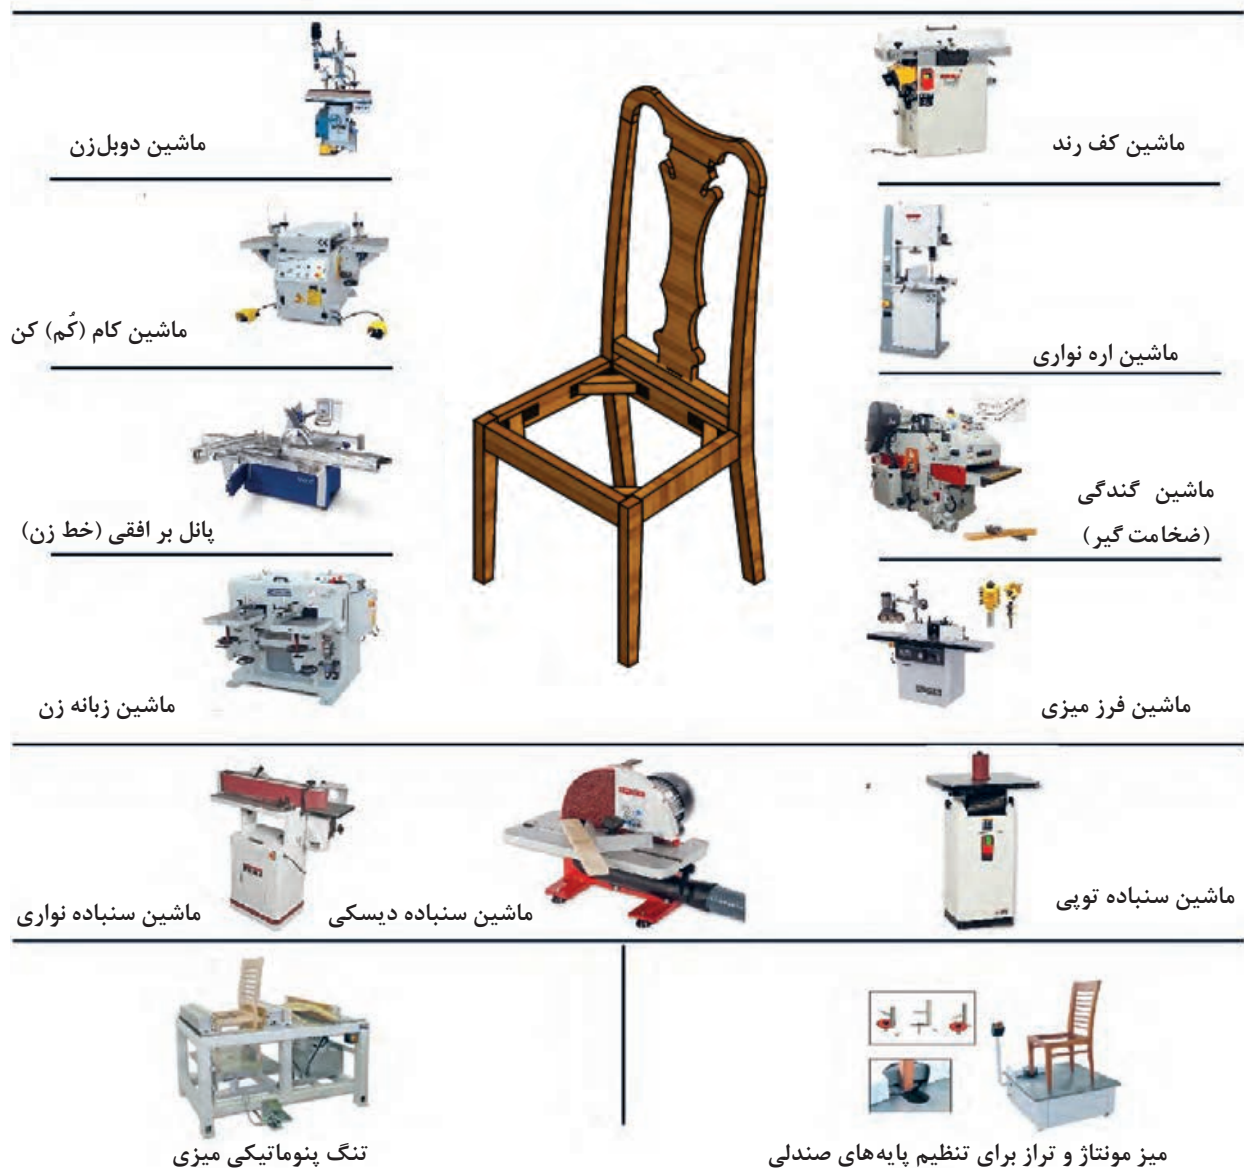 ماشین کف رند
ماشین دوبل‌زن
ماشین اره نواری
ماشین کام (کُم) کن
ماشین گندگی
(ضخامت گیر)
پانل بر افقی (خط زن)
ماشین فرز میزی
ماشین زبانه زن
ماشین سنباده توپی
ماشین سنباده دیسکی
ماشین سنباده نواری
میز مونتاژ و تراز برای تنظیم پایه‌های صندلی
تنگ پنوماتیکی میزی